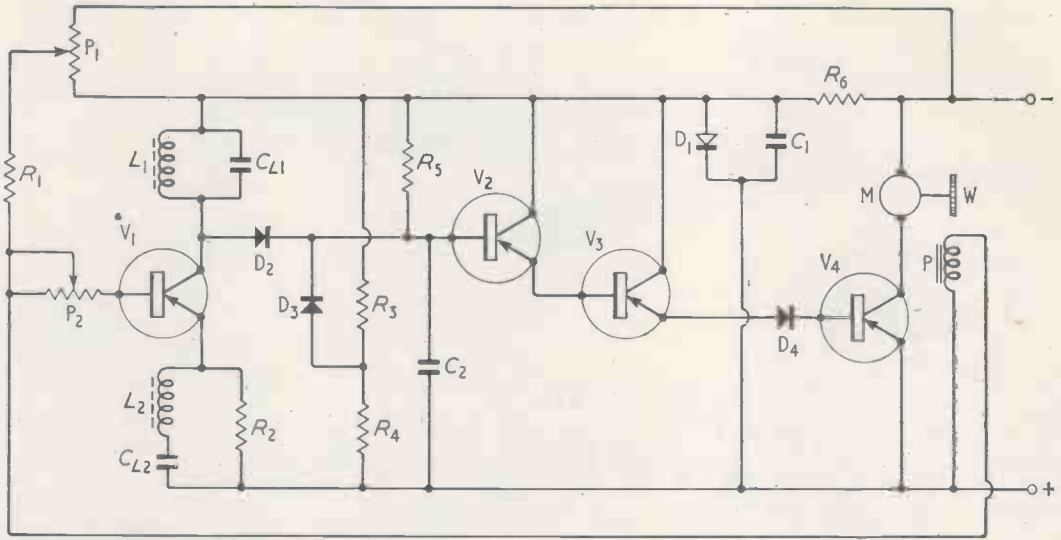 P1
R6
−
L1
CL1
R5
D1
C1
V2
M
W
R1
V1
V3
P
D2
V4
R3
D3
P2
C2
D4
L2
R2
R4
CL2
+